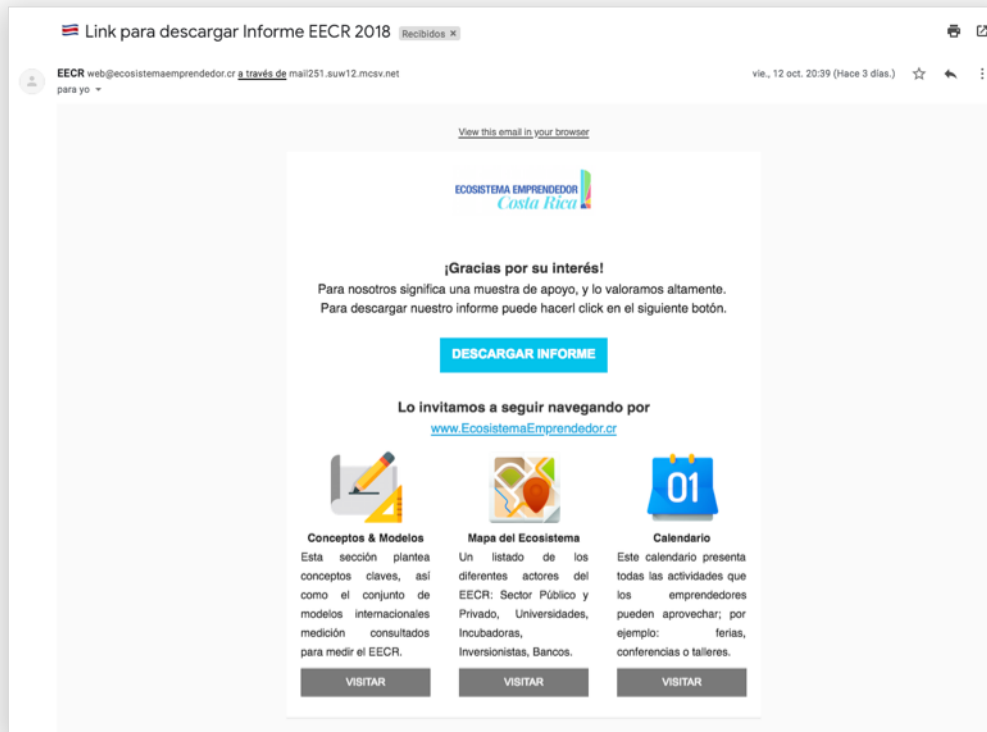 Link para descargar Informe EECR 2018 Recibidos ×
EECR web@ecosistemaemprendedor.cr a través de mail251.suw12.mcsv.net
vie., 12 oct. 20:39 (Hace 3 días.)
para yo
View this email in your browser
ECOSISTEMA EMPRENDEDOR
Costa Rica
¡Gracias por su interés!
Para nosotros significa una muestra de apoyo, y lo valoramos altamente.
Para descargar nuestro informe puede hacerl click en el siguiente botón.
DESCARGAR INFORME
Lo invitamos a seguir navegando por
www.EcosistemaEmprendedor.cr
Conceptos & Modelos
Esta sección plantea
conceptos claves, así
como el conjunto de
modelos internacionales
medición consultados
para medir el EECR.
VISITAR
Mapa del Ecosistema
Un listado de los
diferentes actores del
EECR: Sector Público y
Privado, Universidades,
Incubadoras,
Inversionistas, Bancos.
VISITAR
01
Calendario
Este calendario presenta
todas las actividades que
los emprendedores
pueden aprovechar; por
ejemplo: ferias,
conferencias o talleres.
VISITAR